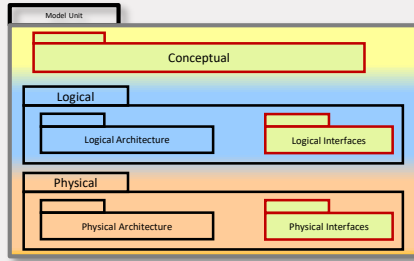 Model Unit
Conceptual
Logical
Logical Architecture
Logical Interfaces
Physical
Physical Architecture
Physical Interfaces